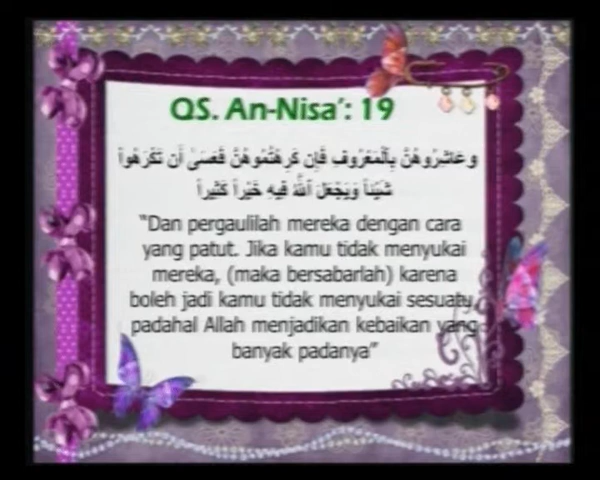 QS. An-Nisa': 19
وَعَاشِرُوهُنَّ بِٱلْمَعْرُوفِ فَإِن كَرِهْتُمُوهُنَّ فَعَسَىٰ أَن تَكْرَهُوا۟
شَيْـًٔا وَيَجْعَلَ ٱللَّهُ فِيهِ خَيْرًا كَثِيرًا
"Dan pergaulilah mereka dengan cara
yang patut. Jika kamu tidak menyukai
mereka, (maka bersabarlah) karena
boleh jadi kamu tidak menyukai sesuatu,
padahal Allah menjadikan kebaikan yang
banyak padanya"